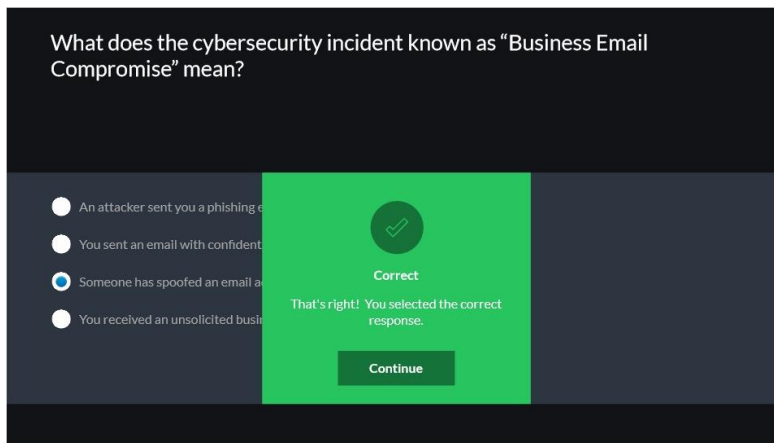 What does the cybersecurity incident known as “Business Email
Compromise” mean?
An attacker sent you a phishing
You sent an email with
Someone has spoofed an email
You received an unsolicited
Correct
That's right! You selected the correct
response.
Continue